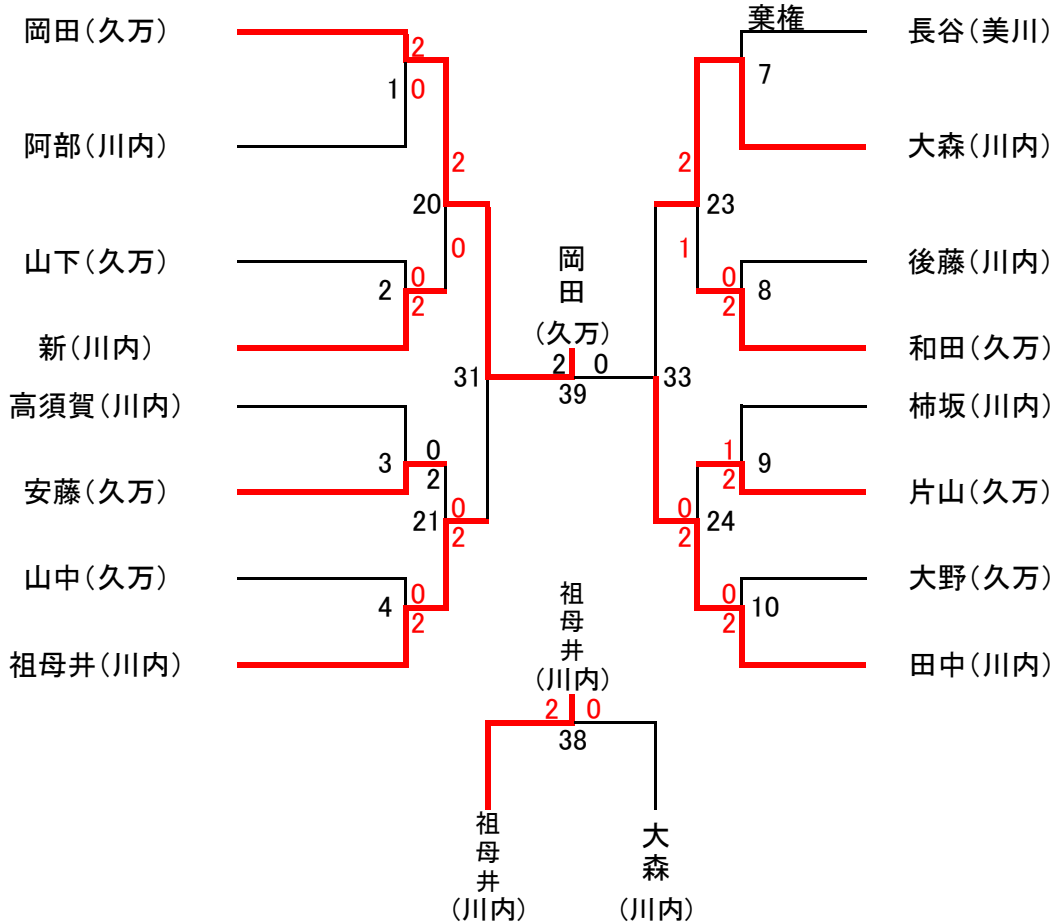 棄権
岡田（久万）
長谷（美川）
2
1
0
7
阿部（川内）
大森（川内）
2
2
20
23
0
1
山下（久万）
後藤（川内）
岡田
（久万）
2
0
2
0
8
2
新（川内）
和田（久万）
2
0
31
39
33
高須賀（川内）
柿坂（川内）
3
0
2
1
2
9
安藤（久万）
片山（久万）
21
0
2
0
2
24
山中（久万）
大野（久万）
4
0
2
0
2
10
祖母井（川内）
田中（川内）
祖母井
（川内）
2
0
38
祖母井
（川内）
大森
（川内）